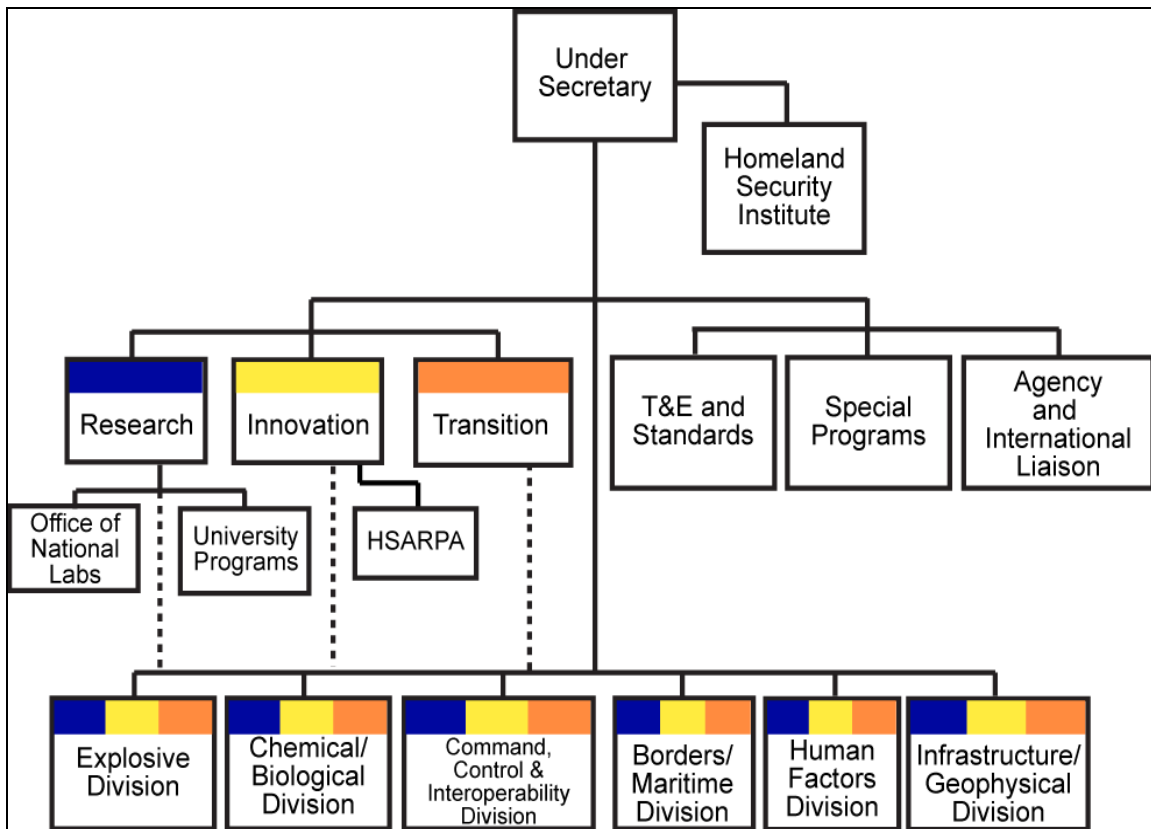 Under
Secretary
Homeland
Security
Institute
Research
Innovation
Transition
T&E and
Standards
Special
Programs
Agency
and
International
Liaison
Office of
National
Labs
University
Programs
HSARPA
Explosive
Division
Chemical/
Biological
Division
Command,
Control &
Interoperability
Division
Borders/
Maritime
Division
Human
Factors
Division
Infrastructure/
Geophysical
Division